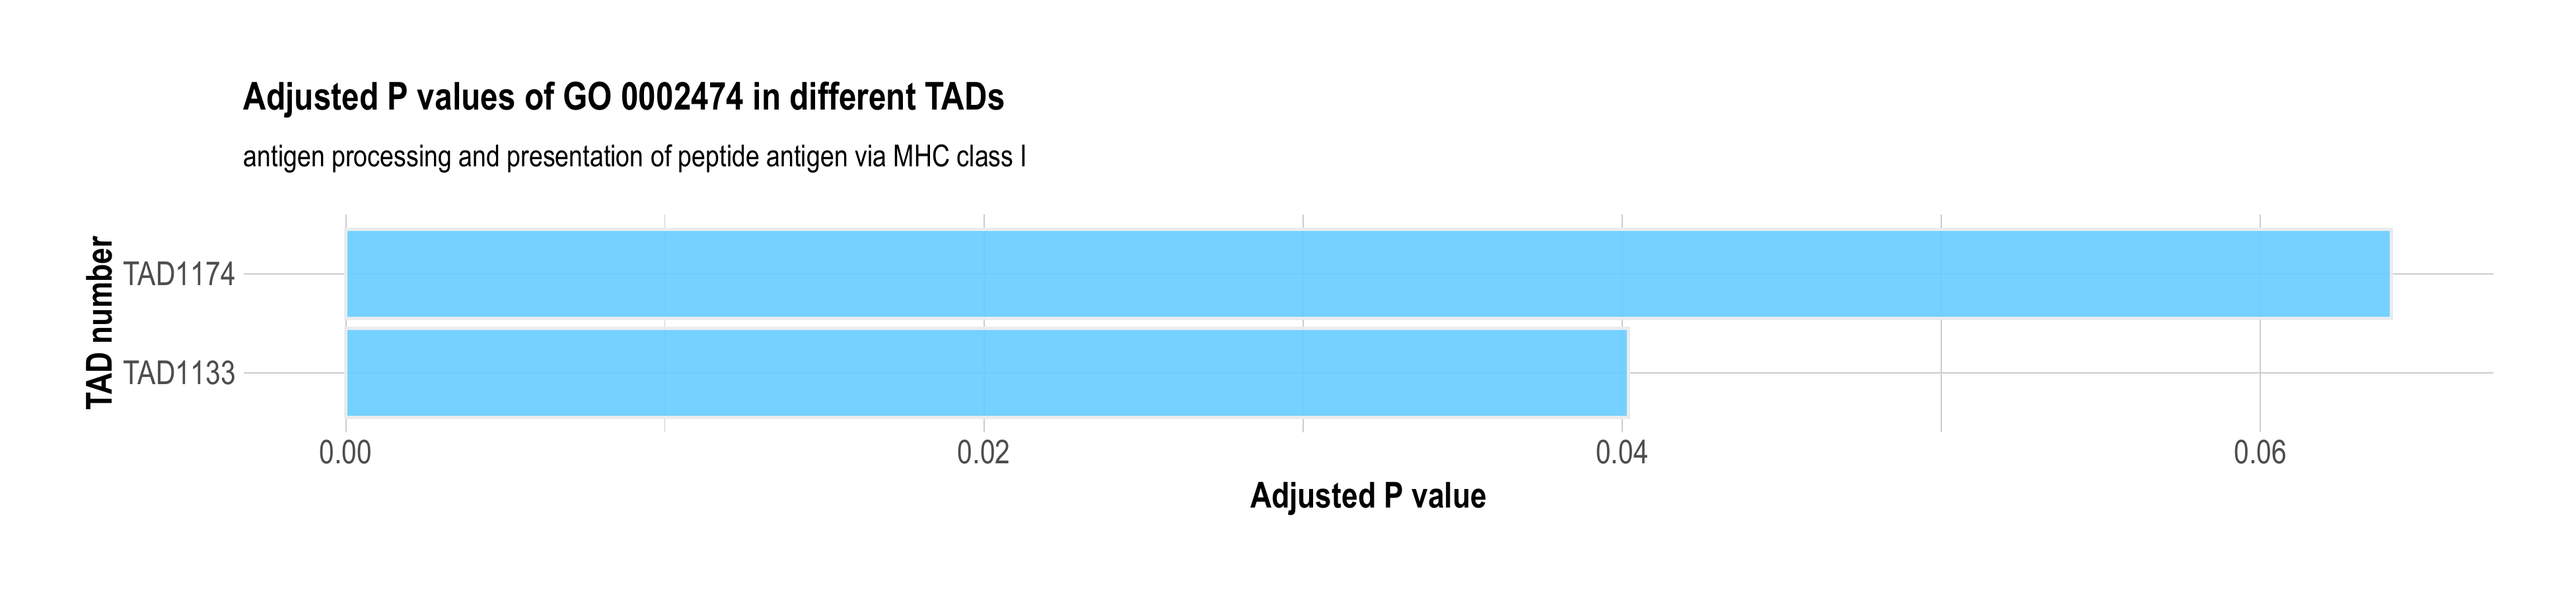 Adjusted P values of GO 0002474 in different TADs
antigen processing and presentation of peptide antigen via MHC class I
TAD number
TAD1174
TAD1133
0.00 0.02 0.04 0.06
Adjusted P value